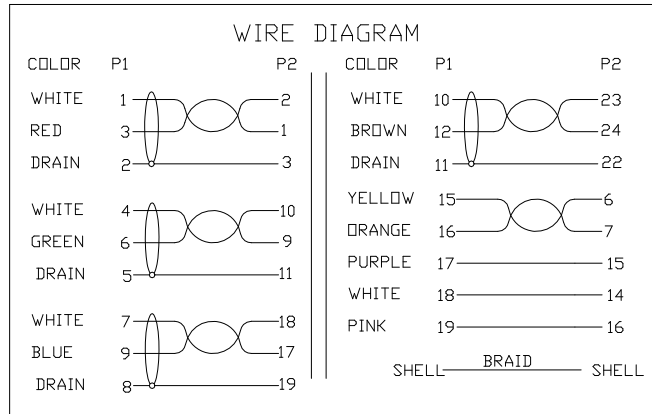 WIRE DIAGRAM
COLOR P1 P2
WHITE 1 2
RED 3 1
DRAIN 2 3
WHITE 4 10
GREEN 6 9
DRAIN 5 11
WHITE 7 18
BLUE 9 17
DRAIN 8 19
COLOR P1 P2
WHITE 10 23
BROWN 12 24
DRAIN 11 22
YELLOW 15 6
ORANGE 16 7
PURPLE 17 15
WHITE 18 14
PINK 19 16
SHELL BRAID SHELL